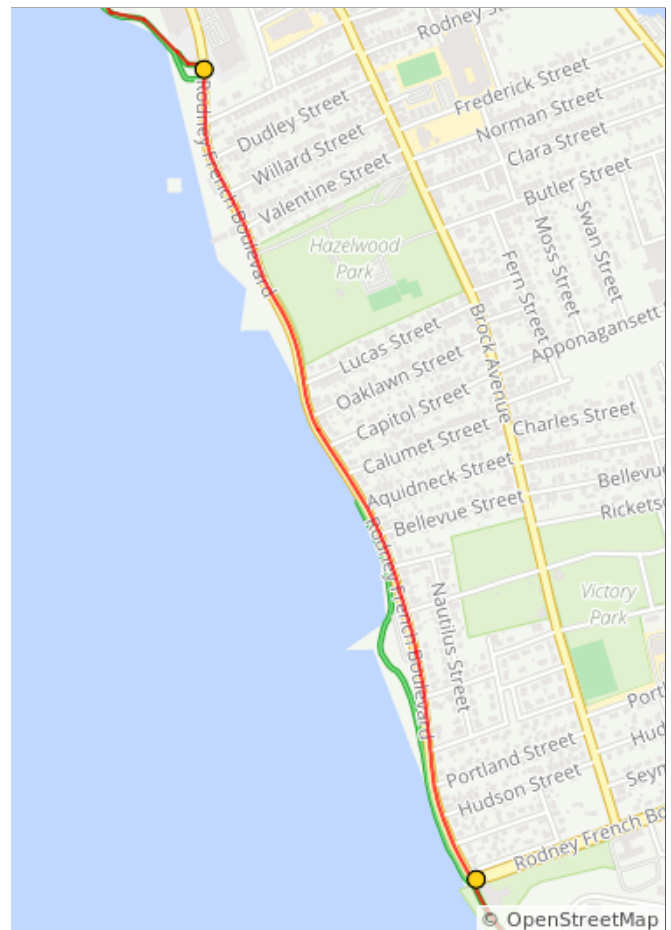 Rodney St
Frederick Street
Dudley Street
Norman Street
Willard Street
Clara Street
Valentine Street
Butler Street
Rodney French Boulevard
Swan Street
Moss Street
Hazelwood
Park
Fern Street
Brock Avenue
Lucas Street
Apponagansett
Oaklawn Street
Capitol Street
Charles Street
Calumet Street
Aquidneck Street
Bellevue
Bellevue Street
Ricketso
Rodney French Boulevard
Nautilus Street
Victory
Park
Portl
Portland Street
Hud
Hudson Street
Seym
Rodney French Bo
© OpenStreetMap